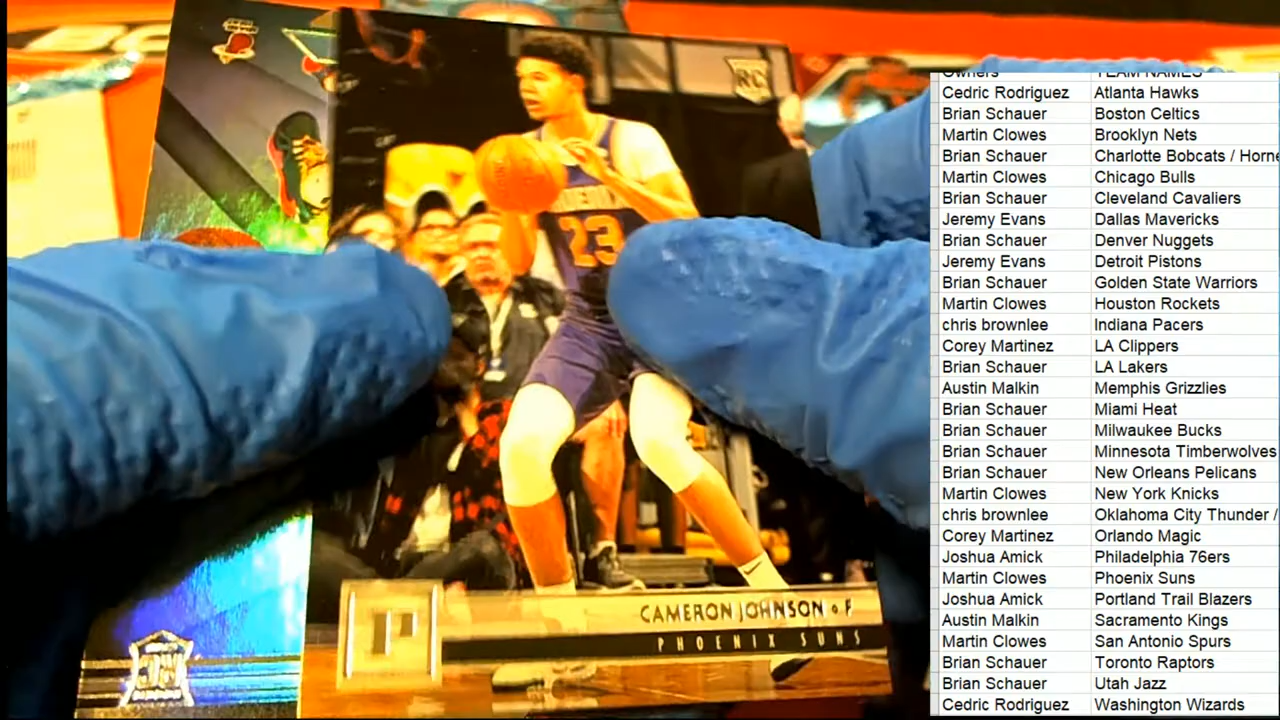 RC
23
CAMERON JOHNSON • F
PHOENIX SUNS
P
Owners TEAM NAMES
Cedric Rodriguez Atlanta Hawks
Brian Schauer Boston Celtics
Martin Clowes Brooklyn Nets
Brian Schauer Charlotte Bobcats / Horne
Martin Clowes Chicago Bulls
Brian Schauer Cleveland Cavaliers
Jeremy Evans Dallas Mavericks
Brian Schauer Denver Nuggets
Jeremy Evans Detroit Pistons
Brian Schauer Golden State Warriors
Martin Clowes Houston Rockets
chris brownlee Indiana Pacers
Corey Martinez LA Clippers
Brian Schauer LA Lakers
Austin Malkin Memphis Grizzlies
Brian Schauer Miami Heat
Brian Schauer Milwaukee Bucks
Brian Schauer Minnesota Timberwolves
Brian Schauer New Orleans Pelicans
Martin Clowes New York Knicks
chris brownlee Oklahoma City Thunder /
Corey Martinez Orlando Magic
Joshua Amick Philadelphia 76ers
Martin Clowes Phoenix Suns
Joshua Amick Portland Trail Blazers
Austin Malkin Sacramento Kings
Martin Clowes San Antonio Spurs
Brian Schauer Toronto Raptors
Brian Schauer Utah Jazz
Cedric Rodriguez Washington Wizards